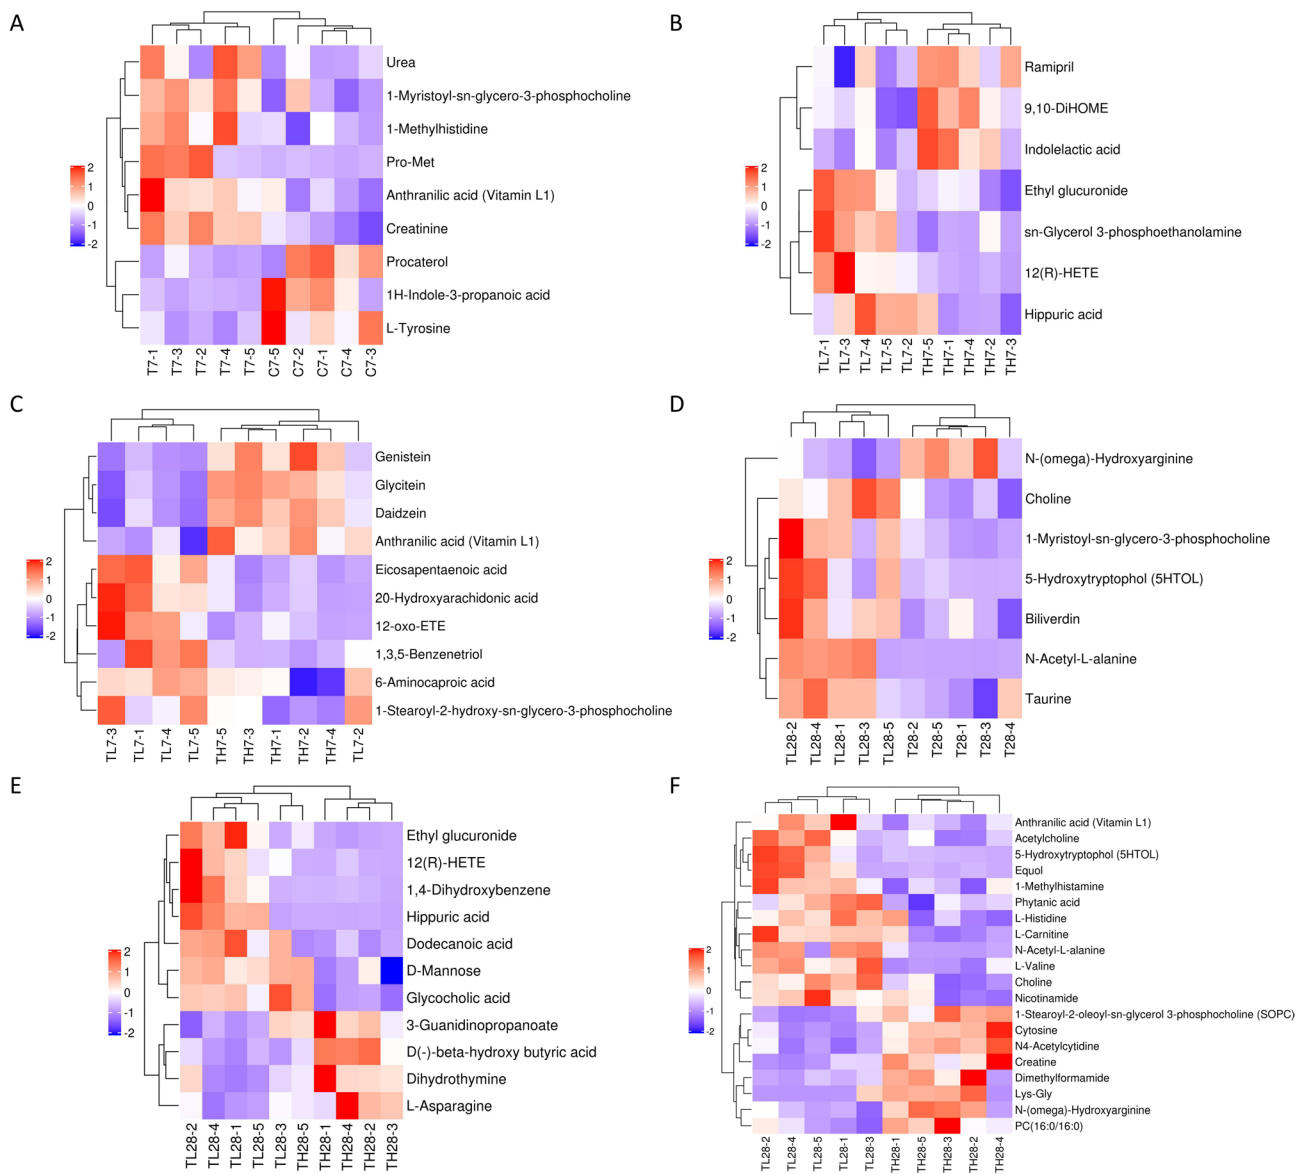 A
Urea
1-Myristoyl-sn-glycero-3-phosphocholine
1-Methylhistidine
Pro-Met
Anthranilic acid (Vitamin L1)
Creatinine
Procaterol
1H-Indole-3-propanoic acid
L-Tyrosine
2
1
0
-1
-2
T7-1 T7-3 T7-2 T7-4 T7-5 C7-5 C7-2 C7-1 C7-4 C7-3
B
Ramipril
9,10-DiHOME
Indolelactic acid
Ethyl glucuronide
sn-Glycerol 3-phosphoethanolamine
12(R)-HETE
Hippuric acid
2
1
0
-1
-2
TL7-1 TL7-3 TL7-4 TL7-5 TL7-2 TH7-5 TH7-1 TH7-4 TH7-2 TH7-3
C
Genistein
Glycitein
Daidzein
Anthranilic acid (Vitamin L1)
Eicosapentaenoic acid
20-Hydroxyarachidonic acid
12-oxo-ETE
1,3,5-Benzenetriol
6-Aminocaproic acid
1-Stearoyl-2-hydroxy-sn-glycero-3-phosphocholine
2
1
0
-1
-2
TL7-3 TL7-1 TL7-4 TL7-5 TH7-5 TH7-3 TH7-1 TH7-2 TH7-4 TL7-2
D
N-(omega)-Hydroxyarginine
Choline
1-Myristoyl-sn-glycero-3-phosphocholine
5-Hydroxytryptophol (5HTOL)
Biliverdin
N-Acetyl-L-alanine
Taurine
2
1
0
-1
-2
TL28-2 TL28-4 TL28-1 TL28-3 TL28-5 T28-2 T28-5 T28-1 T28-3 T28-4
E
Ethyl glucuronide
12(R)-HETE
1,4-Dihydroxybenzene
Hippuric acid
Dodecanoic acid
D-Mannose
Glycocholic acid
3-Guanidinopropanoate
D(-)-beta-hydroxy butyric acid
Dihydrothymine
L-Asparagine
2
1
0
-1
-2
TL28-2 TL28-4 TL28-1 TL28-5 TL28-3 TH28-5 TH28-1 TH28-4 TH28-2 TH28-3
F
Anthranilic acid (Vitamin L1)
Acetylcholine
5-Hydroxytryptophol (5HTOL)
Equol
1-Methylhistamine
Phytanic acid
L-Histidine
L-Carnitine
N-Acetyl-L-alanine
L-Valine
Choline
Nicotinamide
1-Stearoyl-2-oleoyl-sn-glycerol 3-phosphocholine (SOPC)
Cytosine
N4-Acetylcytidine
Creatine
Dimethylformamide
Lys-Gly
N-(omega)-Hydroxyarginine
PC(16:0/16:0)
2
1
0
-1
-2
TL28-2 TL28-4 TL28-5 TL28-1 TL28-3 TH28-1 TH28-5 TH28-3 TH28-2 TH28-4